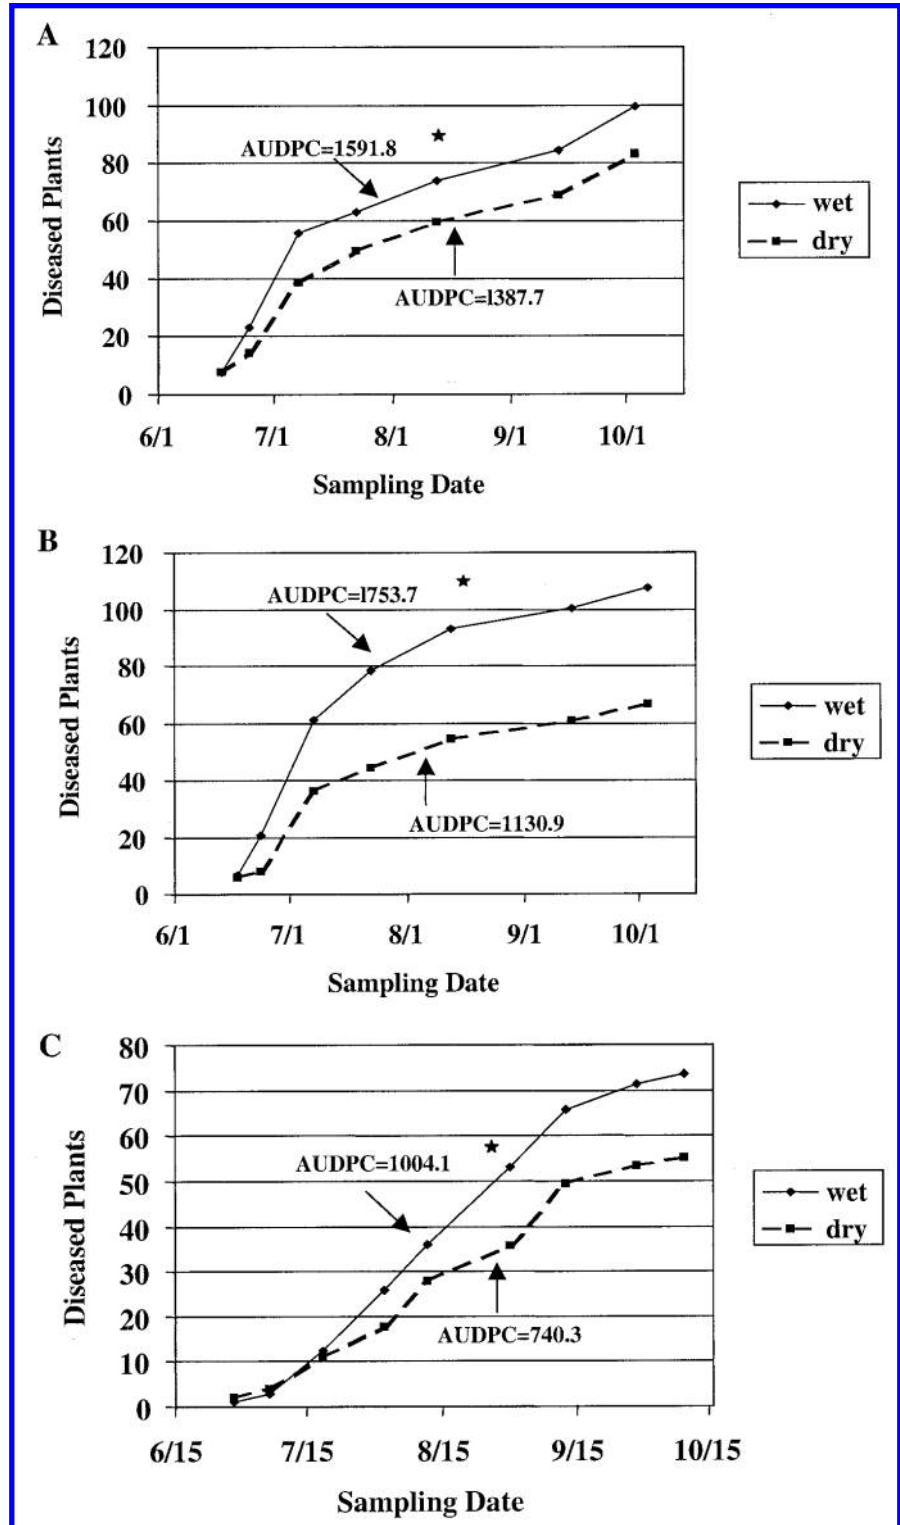 A
120
100
80
60
40
20
0
Diseased Plants
AUDPC=1591.8
★
AUDPC=l387.7
wet
dry
6/1 7/1 8/1 9/1 10/1
Sampling Date
B
120
100
80
60
40
20
0
Diseased Plants
AUDPC=l753.7
★
AUDPC=1130.9
wet
dry
6/1 7/1 8/1 9/1 10/1
Sampling Date
C
80
70
60
50
40
30
20
10
0
Diseased Plants
AUDPC=1004.1
★
AUDPC=740.3
wet
dry
6/15 7/15 8/15 9/15 10/15
Sampling Date